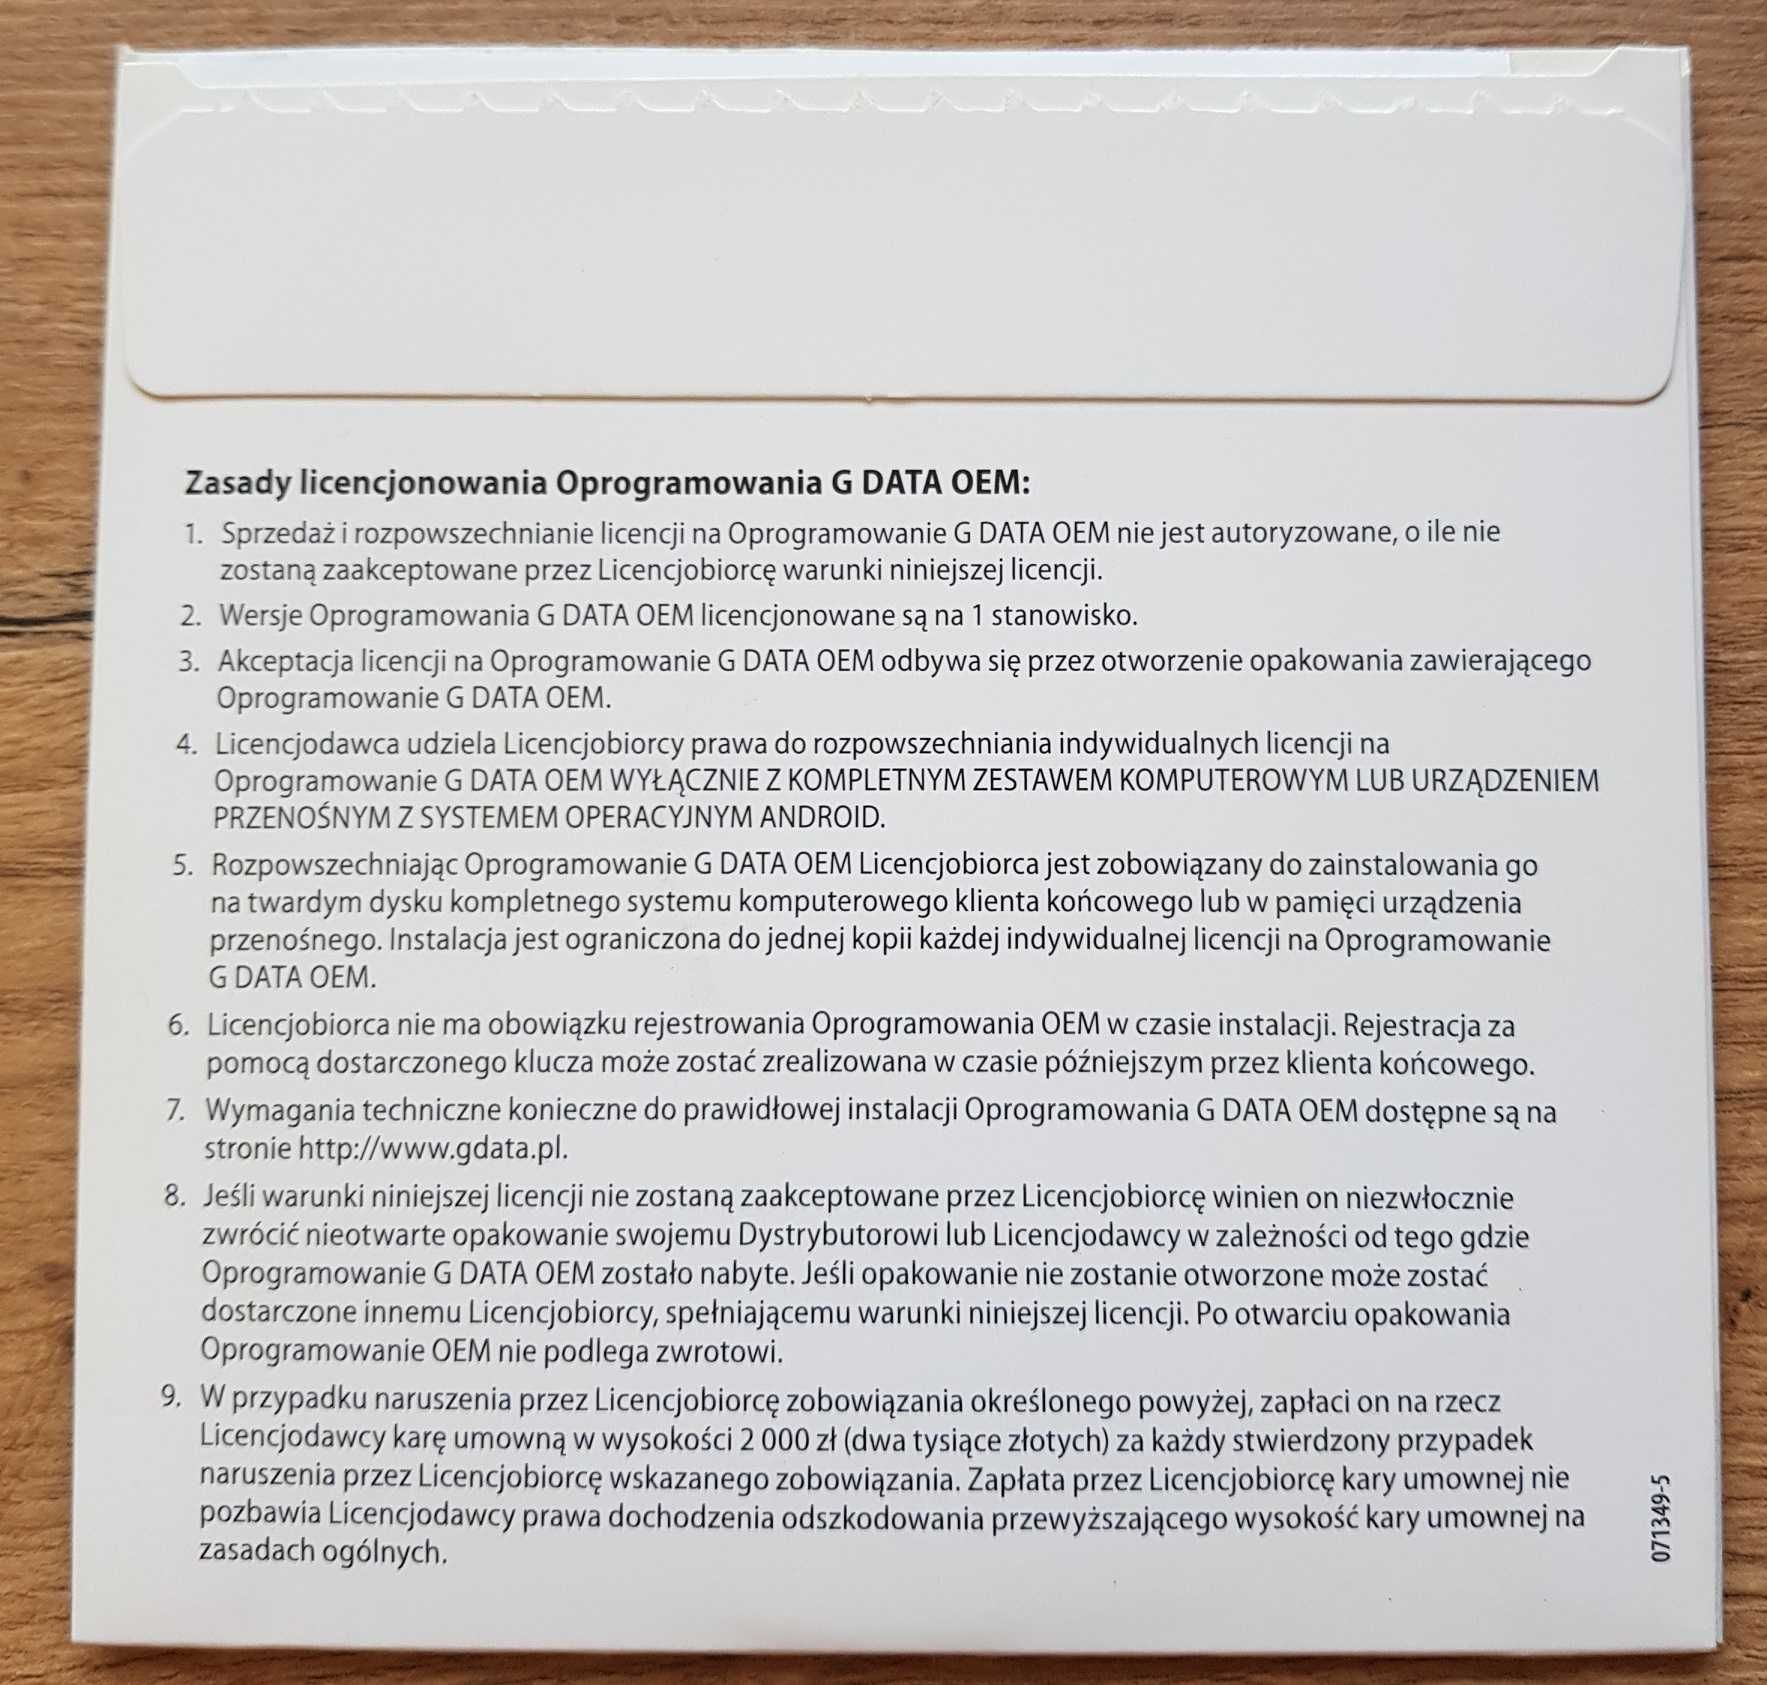 Zasady licencjonowania Oprogramowania G DATA OEM:
1. Sprzedaż i rozpowszechnianie licencji na Oprogramowanie G DATA OEM nie jest autoryzowane, o ile nie
zostaną zaakceptowane przez Licencjobiorcę warunki niniejszej licencji.
2. Wersje Oprogramowania G DATA OEM licencjonowane są na 1 stanowisko.
3. Akceptacja licencji na Oprogramowanie G DATA OEM odbywa się przez otworzenie opakowania zawierającego
Oprogramowanie G DATA OEM.
4. Licencjodawca udziela Licencjobiorcy prawa do rozpowszechniania indywidualnych licencji na
Oprogramowanie G DATA OEM WYŁĄCZNIE Z KOMPLETNYM ZESTAWEM KOMPUTEROWYM LUB URZĄDZENIEM
PRZENOŚNYM Z SYSTEMEM OPERACYJNYM ANDROID.
5. Rozpowszechniając Oprogramowanie G DATA OEM Licencjobiorca jest zobowiązany do zainstalowania go
na twardym dysku kompletnego systemu komputerowego klienta końcowego lub w pamięci urządzenia
przenośnego. Instalacja jest ograniczona do jednej kopii każdej indywidualnej licencji na Oprogramowanie
G DATA OEM.
6. Licencjobiorca nie ma obowiązku rejestrowania Oprogramowania OEM w czasie instalacji. Rejestracja za
pomocą dostarczonego klucza może zostać zrealizowana w czasie późniejszym przez klienta końcowego.
7. Wymagania techniczne konieczne do prawidłowej instalacji Oprogramowania G DATA OEM dostępne są na
stronie http://www.gdata.pl.
8. Jeśli warunki niniejszej licencji nie zostaną zaakceptowane przez Licencjobiorcę winien on niezwłocznie
zwrócić nieotwarte opakowanie swojemu Dystrybutorowi lub Licencjodawcy w zależności od tego gdzie
Oprogramowanie G DATA OEM zostało nabyte. Jeśli opakowanie nie zostanie otworzone może zostać
dostarczone innemu Licencjobiorcy, spełniającemu warunki niniejszej licencji. Po otwarciu opakowania
Oprogramowanie OEM nie podlega zwrotowi.
9. W przypadku naruszenia przez Licencjobiorcę zobowiązania określonego powyżej, zapłaci on na rzecz
Licencjodawcy karę umowną w wysokości 2 000 zł (dwa tysiące złotych) za każdy stwierdzony przypadek
naruszenia przez Licencjobiorcę wskazanego zobowiązania. Zapłata przez Licencjobiorcę kary umownej nie
pozbawia Licencjodawcy prawa dochodzenia odszkodowania przewyższającego wysokość kary umownej na
zasadach ogólnych.
071349-5